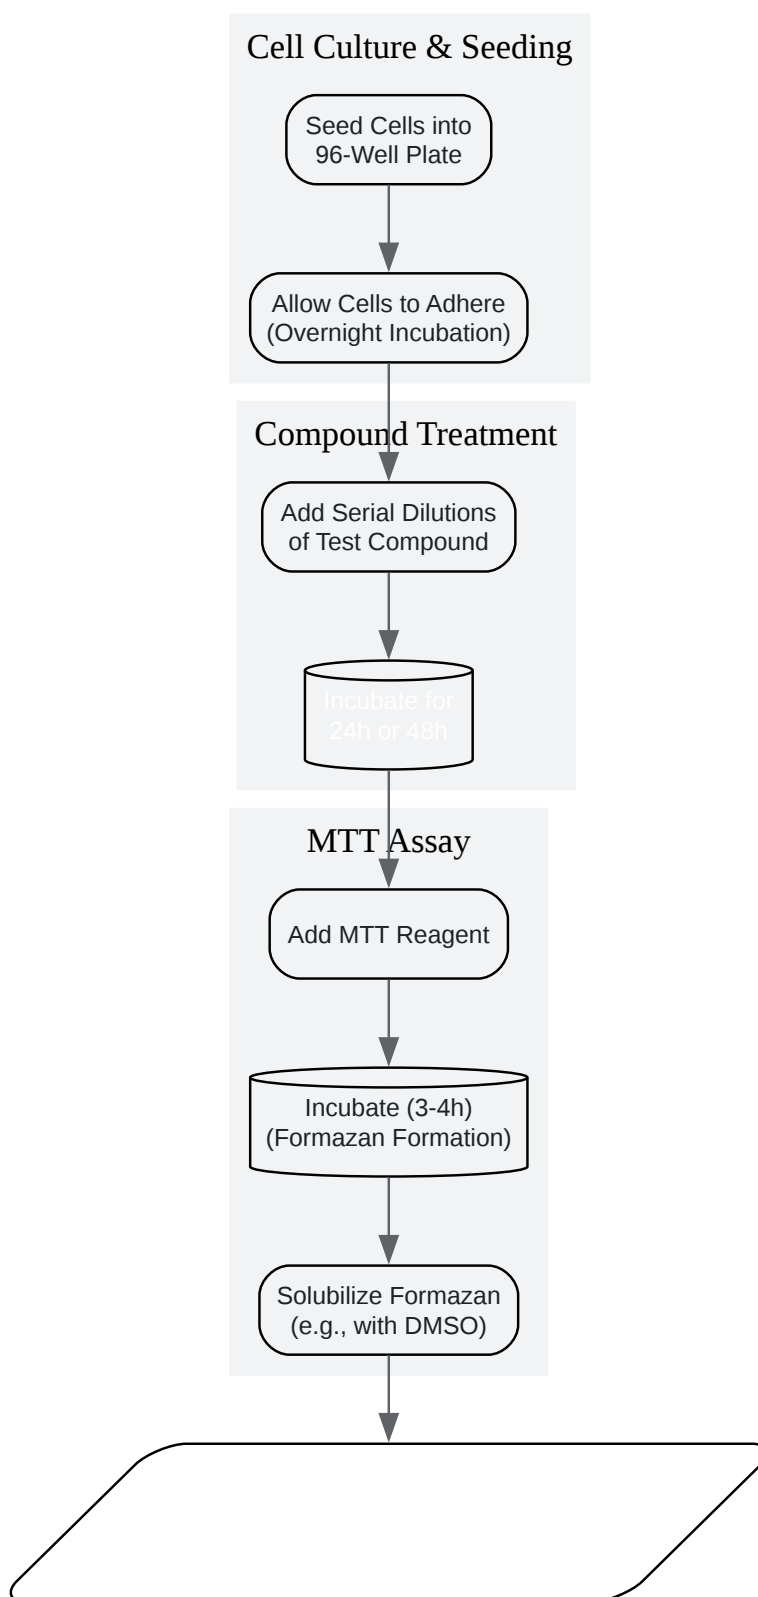 Cell Culture & Seeding
Seed Cells into
96-Well Plate
Allow Cells to Adhere
(Overnight Incubation)
Compound Treatment
Add Serial Dilutions
of Test Compound
Incubate for
24h or 48h
MTT Assay
Add MTT Reagent
Incubate (3-4h)
(Formazan Formation)
Solubilize Formazan
(e.g., with DMSO)